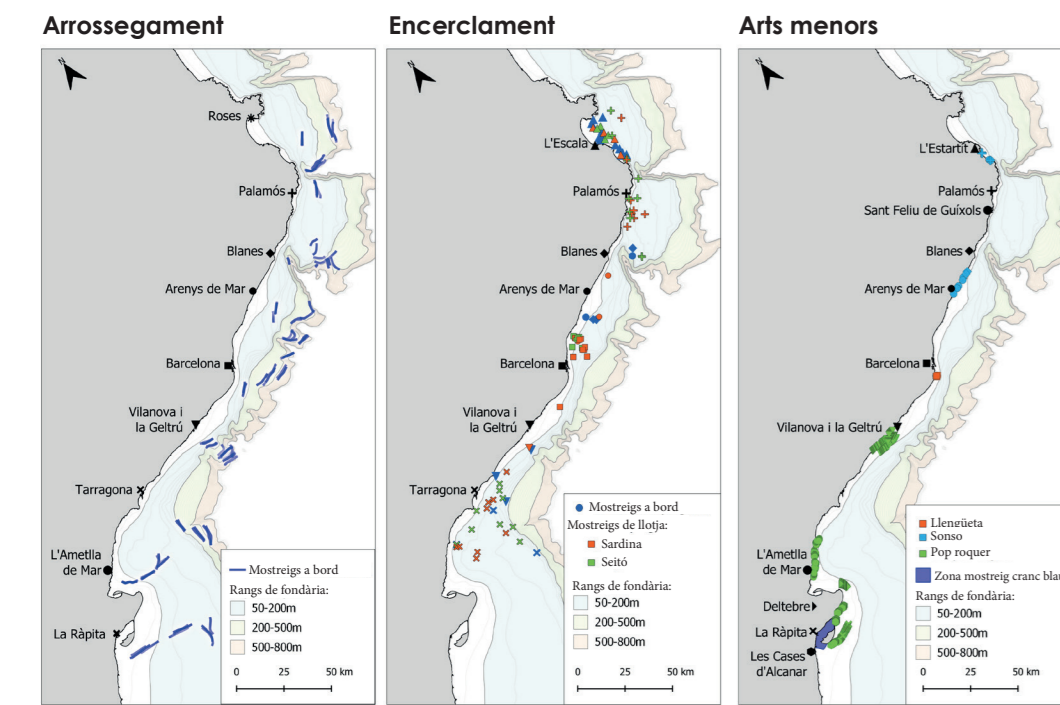 Arrossegament
N
Roses
Palamós
Blanes
Arenys de Mar
Barcelona
Vilanova i
la Geltrú
Tarragona
L'Ametlla
de Mar
La Ràpita
Mostreigs a bord
Rangs de fondària:
50-200m
200-500m
500-800m
0 25 50 km
Encerclament
N
L'Escala
Palamós
Blanes
Arenys de Mar
Barcelona
Vilanova i
la Geltrú
Tarragona
Mostreigs a bord
Mostreigs de llotja:
Sardina
Seitó
Rangs de fondària:
50-200m
200-500m
500-800m
0 25 50 km
Arts menors
N
L'Estartit
Palamós
Sant Feliu de Guíxols
Blanes
Arenys de Mar
Barcelona
Vilanova i la Geltrú
L'Ametlla
de Mar
Deltebre
La Ràpita
Les Cases
d'Alcanar
Llengüeta
Sonso
Pop roquer
Zona mostreig cranc blau
Rangs de fondària:
50-200m
200-500m
500-800m
0 25 50 km